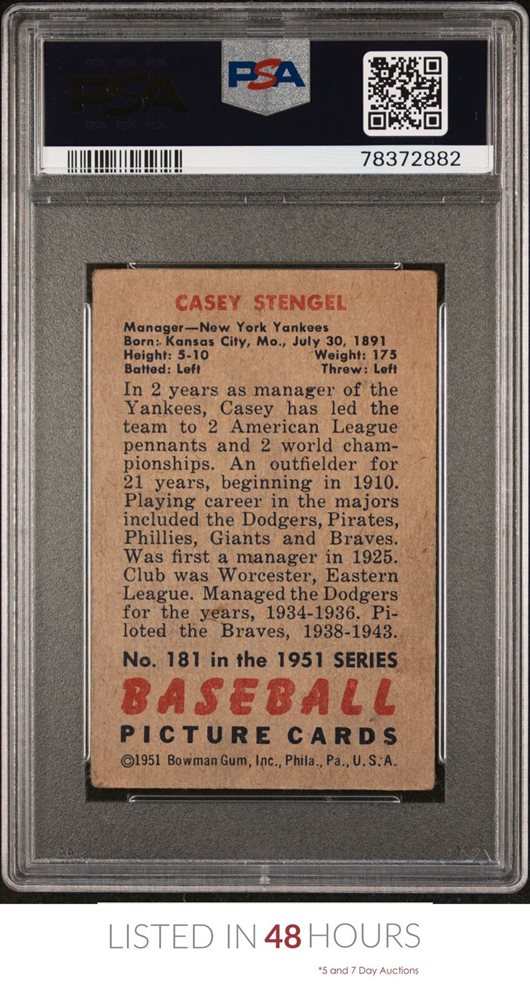 PSA
PSA
78372882
CASEY STENGEL
Manager—New York Yankees
Born: Kansas City, Mo., July 30, 1891
Height: 5-10 Weight: 175
Batted: Left Threw: Left
In 2 years as manager of the
Yankees, Casey has led the
team to 2 American League
pennants and 2 world cham-
pionships. An outfielder for
21 years, beginning in 1910.
Playing career in the majors
included the Dodgers, Pirates,
Phillies, Giants and Braves.
Was first a manager in 1925.
Club was Worcester, Eastern
League. Managed the Dodgers
for the years, 1934-1936. Pi-
loted the Braves, 1938-1943.
No. 181 in the 1951 SERIES
BASEBALL
PICTURE CARDS
©1951 Bowman Gum, Inc., Phila., Pa., U.S.A.
LISTED IN 48 HOURS
*5 and 7 Day Auctions